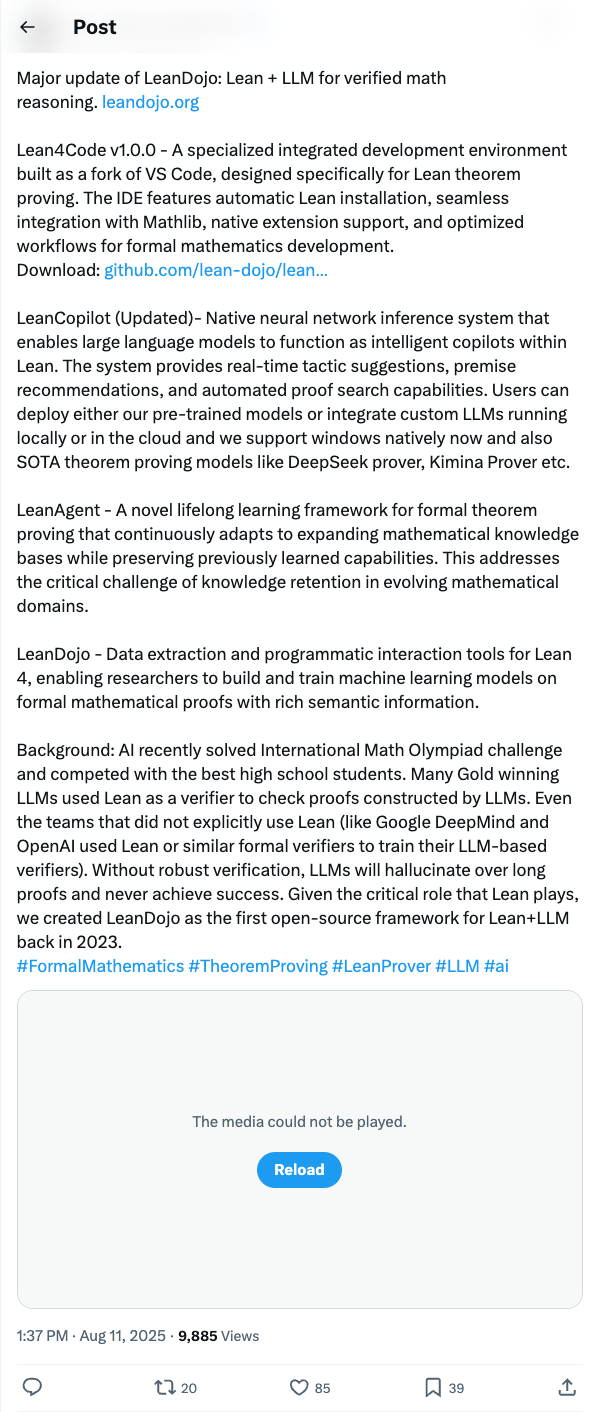 Post
Major update of LeanDojo: Lean + LLM for verified math
reasoning. leandojo.org
Lean4Code v1.0.0 - A specialized integrated development environment
built as a fork of VS Code, designed specifically for Lean theorem
proving. The IDE features automatic Lean installation, seamless
integration with Mathlib, native extension support, and optimized
workflows for formal mathematics development.
Download: github.com/lean-dojo/lean...
LeanCopilot (Updated)- Native neural network inference system that
enables large language models to function as intelligent copilots within
Lean. The system provides real-time tactic suggestions, premise
recommendations, and automated proof search capabilities. Users can
deploy either our pre-trained models or integrate custom LLMs running
locally or in the cloud and we support windows natively now and also
SOTA theorem proving models like DeepSeek prover, Kimina Prover etc.
LeanAgent - A novel lifelong learning framework for formal theorem
proving that continuously adapts to expanding mathematical knowledge
bases while preserving previously learned capabilities. This addresses
the critical challenge of knowledge retention in evolving mathematical
domains.
LeanDojo - Data extraction and programmatic interaction tools for Lean
4, enabling researchers to build and train machine learning models on
formal mathematical proofs with rich semantic information.
Background: AI recently solved International Math Olympiad challenge
and competed with the best high school students. Many Gold winning
LLMs used Lean as a verifier to check proofs constructed by LLMs. Even
the teams that did not explicitly use Lean (like Google DeepMind and
OpenAI used Lean or similar formal verifiers to train their LLM-based
verifiers). Without robust verification, LLMs will hallucinate over long
proofs and never achieve success. Given the critical role that Lean plays,
we created LeanDojo as the first open-source framework for Lean+LLM
back in 2023.
#FormalMathematics #TheoremProving #LeanProver #LLM #ai
The media could not be played.
Reload
1:37 PM · Aug 11, 2025 · 9,885 Views
20 85 39